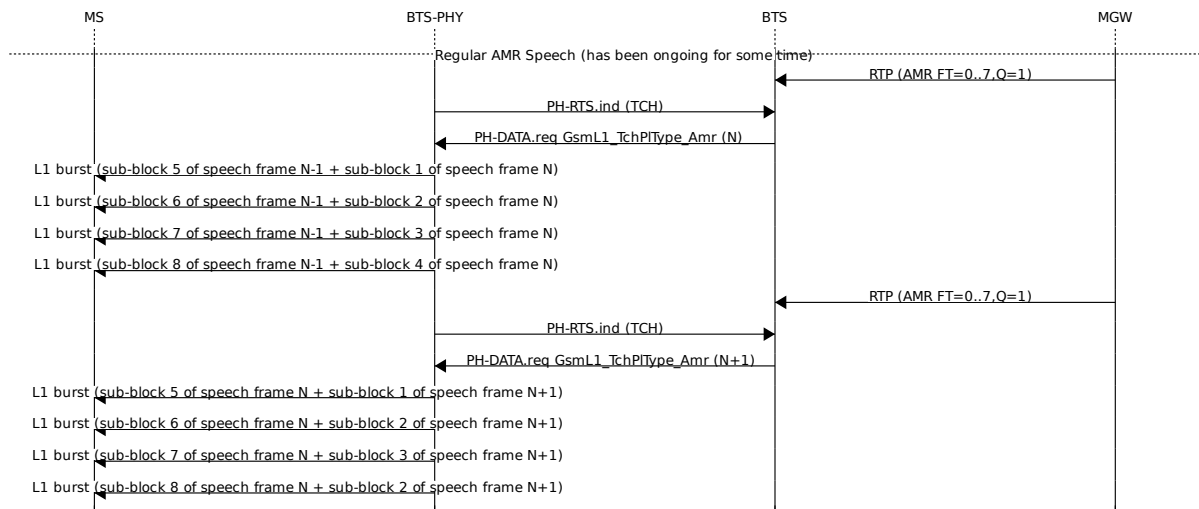 MS BTS-PHY BTS MGW
Regular AMR Speech (has been ongoing for some time)
RTP (AMR FT=0..7,Q=1)
PH-RTS.ind (TCH)
PH-DATA.req GsmL1_TchPlType_Amr (N)
L1 burst (sub-block 5 of speech frame N-1 + sub-block 1 of speech frame N)
L1 burst (sub-block 6 of speech frame N-1 + sub-block 2 of speech frame N)
L1 burst (sub-block 7 of speech frame N-1 + sub-block 3 of speech frame N)
L1 burst (sub-block 8 of speech frame N-1 + sub-block 4 of speech frame N)
RTP (AMR FT=0..7,Q=1)
PH-RTS.ind (TCH)
PH-DATA.req GsmL1_TchPlType_Amr (N+1)
L1 burst (sub-block 5 of speech frame N + sub-block 1 of speech frame N+1)
L1 burst (sub-block 6 of speech frame N + sub-block 2 of speech frame N+1)
L1 burst (sub-block 7 of speech frame N + sub-block 3 of speech frame N+1)
L1 burst (sub-block 8 of speech frame N + sub-block 2 of speech frame N+1)